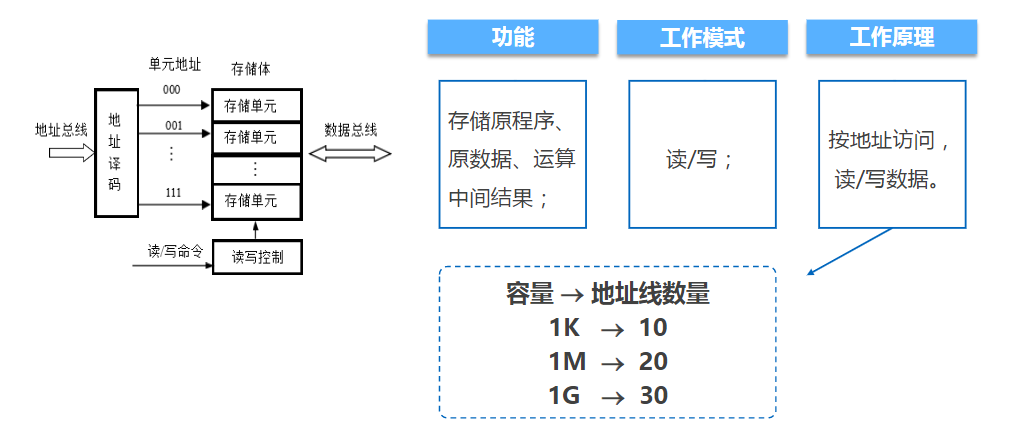 单元地址
存储体
000
存储单元
001
存储单元
⋮
⋮
111
存储单元
地址总线
地
址
译
码
数据总线
读/写命令
读写控制
功能
工作模式
工作原理
存储原程序、
原数据、运算
中间结果；
读/写；
按地址访问，
读/写数据。
容量 → 地址线数量
1K → 10
1M → 20
1G → 30